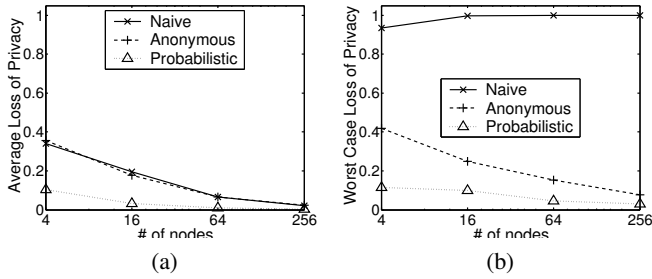 Average Loss of Privacy
1
0.8
0.6
0.4
0.2
0
Naive
Anonymous
Probabilistic
4
16
64
256
# of nodes
(a)
Worst Case Loss of Privacy
1
0.8
0.6
0.4
0.2
0
Naive
Anonymous
Probabilistic
4
16
64
256
# of nodes
(b)